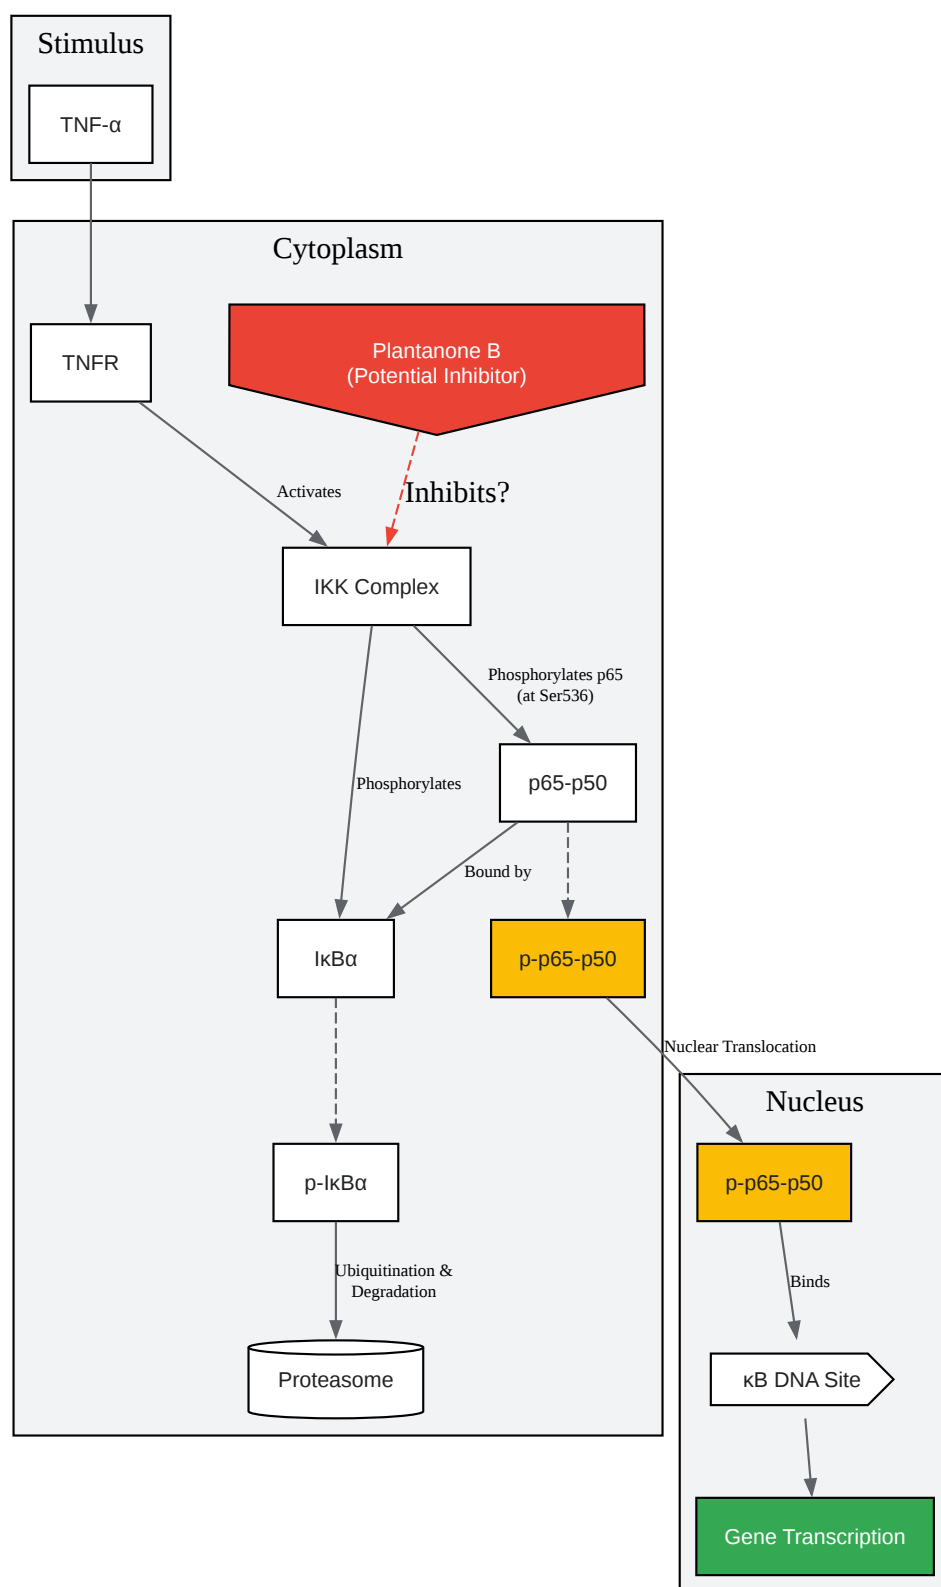 Stimulus
TNF-α
Cytoplasm
TNFR
Plantanone B
(Potential Inhibitor)
Activates
Inhibits?
IKK Complex
Phosphorylates p65
(at Ser536)
Phosphorylates
p65-p50
Bound by
IκBα
p-p65-p50
Nuclear Translocation
Nucleus
p-IκBα
p-p65-p50
Ubiquitination &
Degradation
Binds
Proteasome
κB DNA Site
Gene Transcription